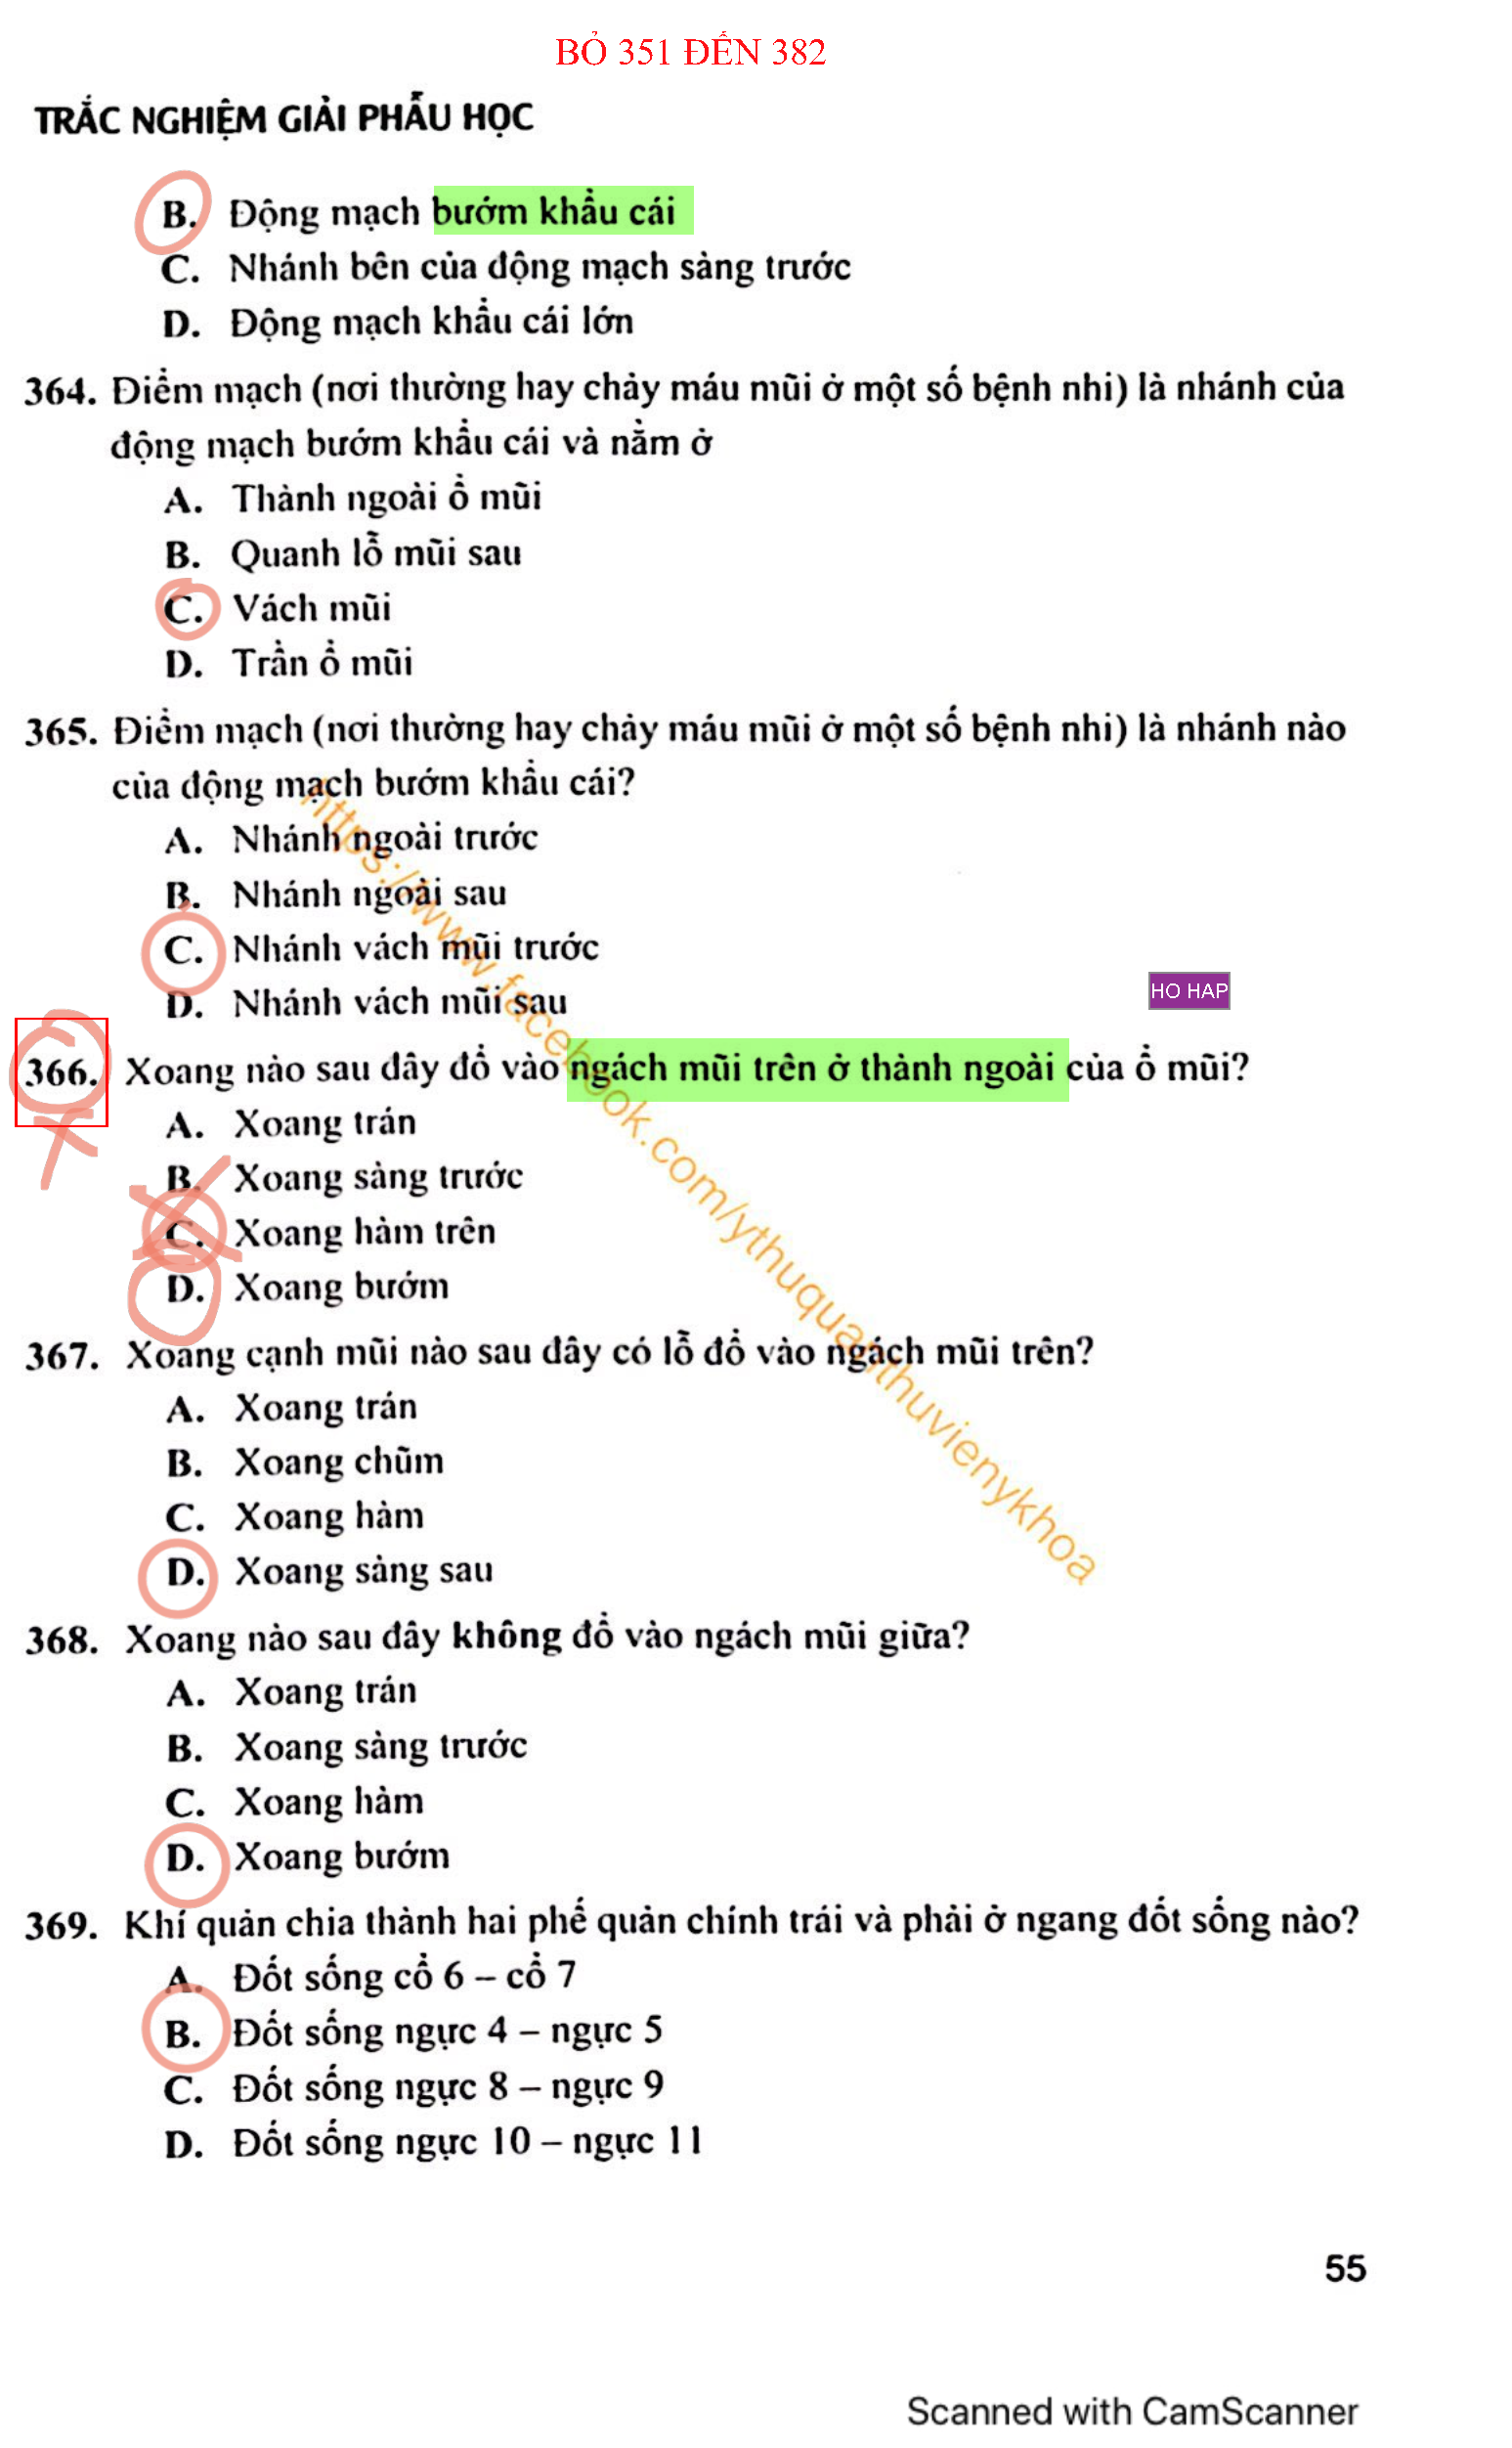 BỎ 351 ĐẾN 382
TRẮC NGHIỆM GIẢI PHẪU HỌC
B. Động mạch bướm khẩu cái
C. Nhánh bên của động mạch sàng trước
D. Động mạch khẩu cái lớn
364. Điểm mạch (nơi thường hay chảy máu mũi ở một số bệnh nhi) là nhánh của
động mạch bướm khẩu cái và nằm ở
A. Thành ngoài ổ mũi
B. Quanh lỗ mũi sau
C. Vách mũi
D. Trần ổ mũi
365. Điểm mạch (nơi thường hay chảy máu mũi ở một số bệnh nhi) là nhánh nào
của động mạch bướm khẩu cái?
A. Nhánh ngoài trước
B. Nhánh ngoài sau
C. Nhánh vách mũi trước
D. Nhánh vách mũi sau
HO HAP
366. Xoang nào sau đây đổ vào ngách mũi trên ở thành ngoài của ổ mũi?
A. Xoang trán
B. Xoang sàng trước
C. Xoang hàm trên
D. Xoang bướm
367. Xoang cạnh mũi nào sau đây có lỗ đổ vào ngách mũi trên?
A. Xoang trán
B. Xoang chũm
C. Xoang hàm
D. Xoang sàng sau
368. Xoang nào sau đây không đổ vào ngách mũi giữa?
A. Xoang trán
B. Xoang sàng trước
C. Xoang hàm
D. Xoang bướm
369. Khí quản chia thành hai phế quản chính trái và phải ở ngang đốt sống nào?
A. Đốt sống cổ 6 – cổ 7
B. Đốt sống ngực 4 – ngực 5
C. Đốt sống ngực 8 – ngực 9
D. Đốt sống ngực 10 – ngực 11
https://www.facebook.com/ythuquanthuvienykhoa
55
Scanned with CamScanner